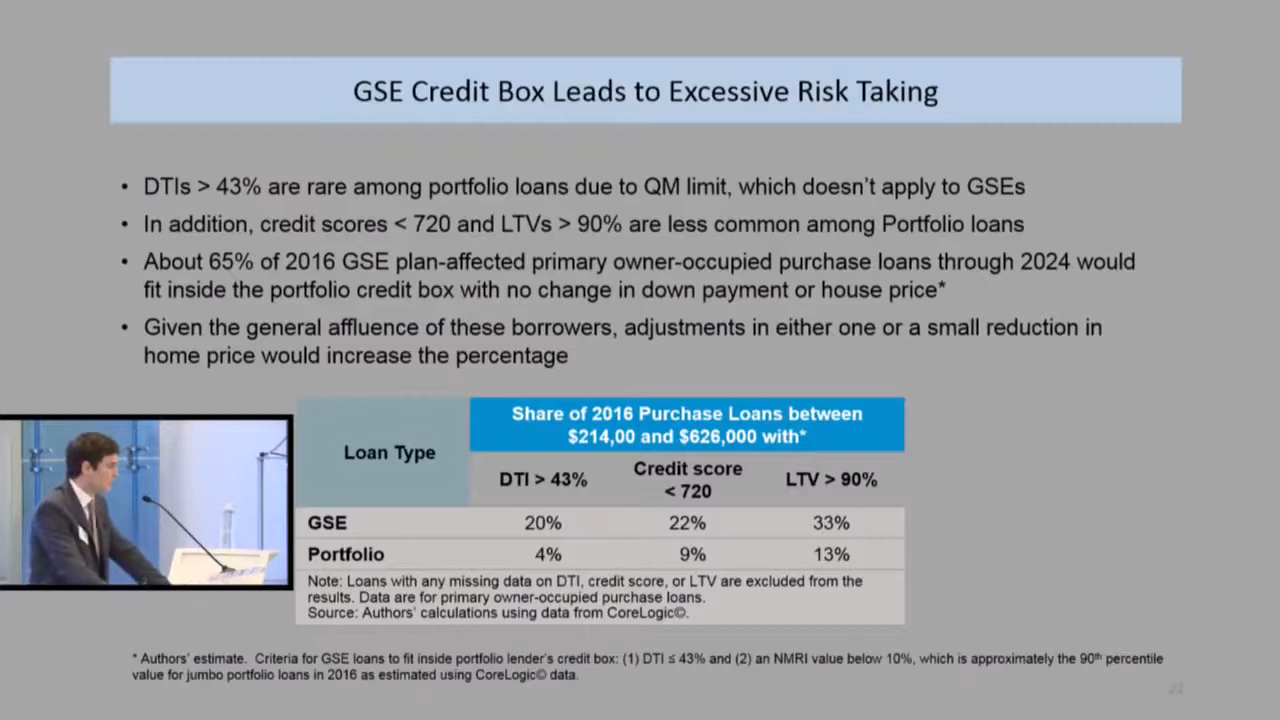 GSE Credit Box Leads to Excessive Risk Taking
• DTIs > 43% are rare among portfolio loans due to QM limit, which doesn't apply to GSEs
• In addition, credit scores < 720 and LTVs > 90% are less common among Portfolio loans
• About 65% of 2016 GSE plan-affected primary owner-occupied purchase loans through 2024 would
fit inside the portfolio credit box with no change in down payment or house price*
• Given the general affluence of these borrowers, adjustments in either one or a small reduction in
home price would increase the percentage
Loan Type
Share of 2016 Purchase Loans between
$214,00 and $626,000 with*
DTI > 43%
Credit score
< 720
LTV > 90%
GSE 20% 22% 33%
Portfolio 4% 9% 13%
Note: Loans with any missing data on DTI, credit score, or LTV are excluded from the
results. Data are for primary owner-occupied purchase loans.
Source: Authors' calculations using data from CoreLogic©.
* Authors' estimate. Criteria for GSE loans to fit inside portfolio lender's credit box: (1) DTI ≤ 43% and (2) an NMRI value below 10%, which is approximately the 90th percentile
value for jumbo portfolio loans in 2016 as estimated using CoreLogic© data.